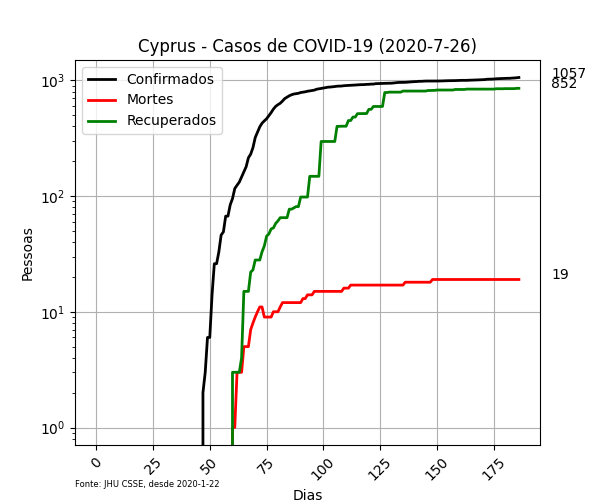 Cyprus - Casos de COVID-19 (2020-7-26)
Confirmados
Mortes
Recuperados
1057
852
19
10³
10²
10¹
10⁰
Pessoas
0
25
50
75
100
125
150
175
Fonte: JHU CSSE, desde 2020-1-22
Dias